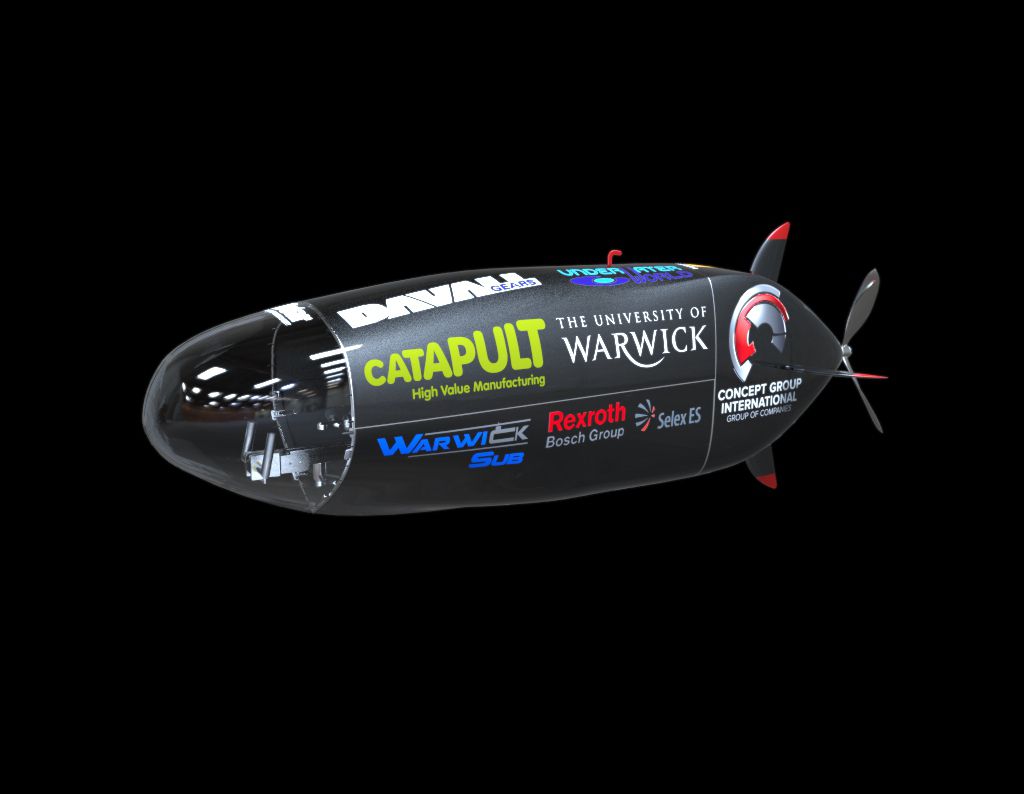 DAVALL
GEARS
UNDERWATER
WORLD
CATAPULT
High Value Manufacturing
THE UNIVERSITY OF
WARWICK
WARWICK
SUB
Rexroth
Bosch Group
Selex ES
CONCEPT GROUP
INTERNATIONAL
GROUP OF COMPANIES